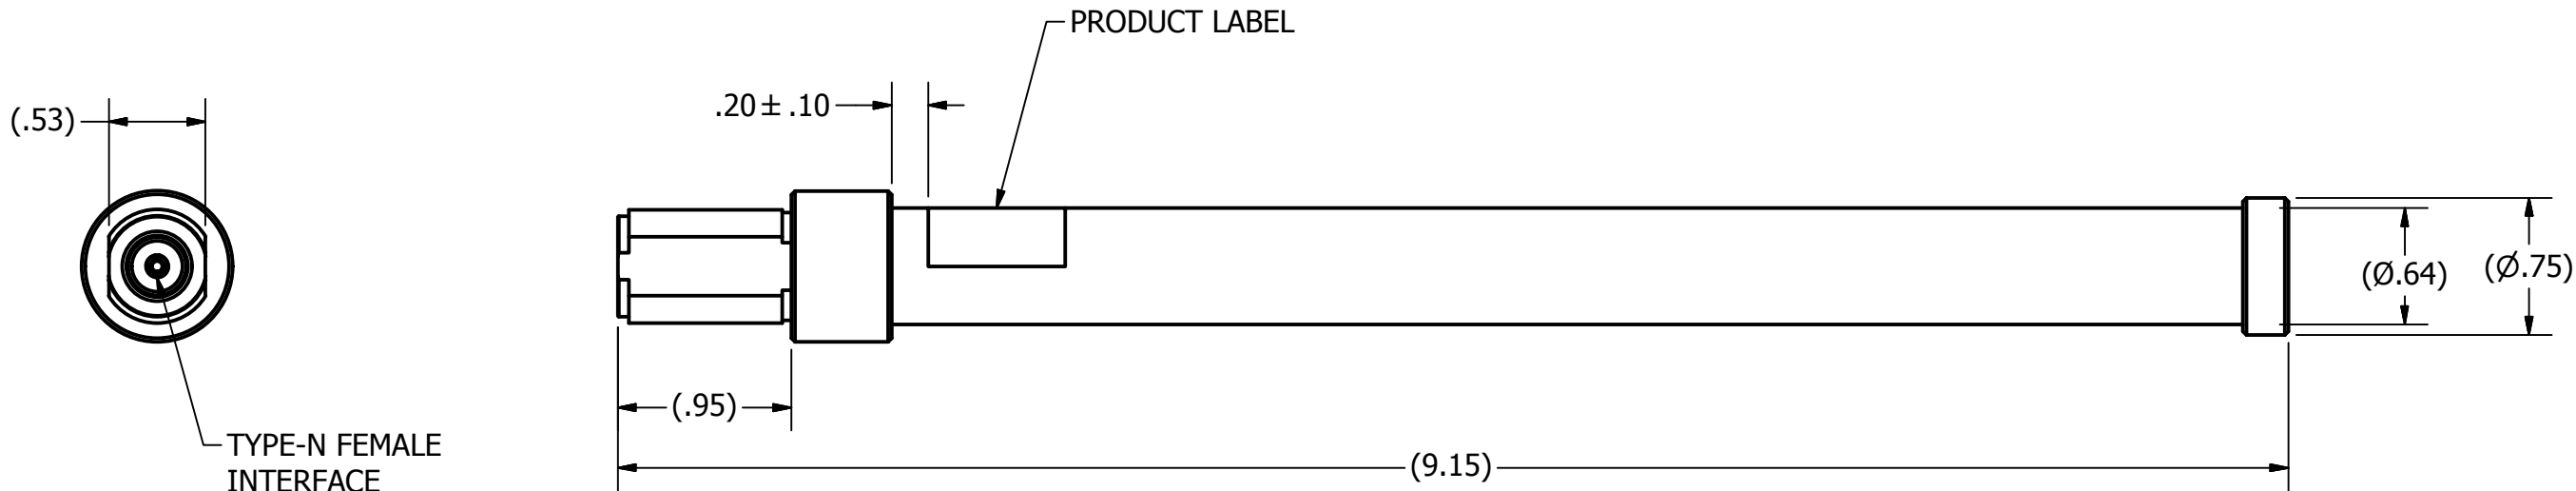 PRODUCT LABEL
(.53)
.20± .10
(Ø.64)
(Ø.75)
(.95)
TYPE-N FEMALE
INTERFACE
(9.15)